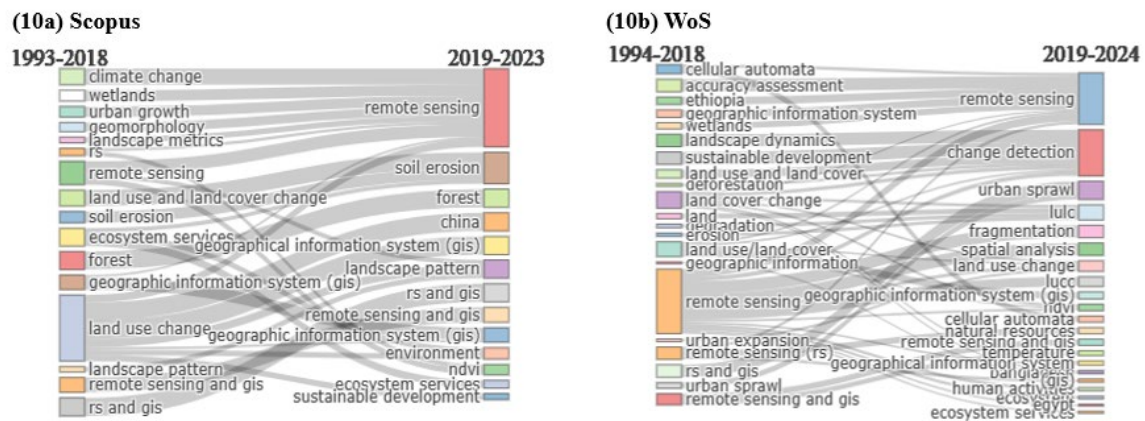 (10a) Scopus
1993-2018
2019-2023
climate change
wetlands
urban growth
geomorphology
landscape metrics
rs
remote sensing
land use and land cover change
soil erosion
ecosystem services
forest
geographic information system (gis)
land use change
landscape pattern
remote sensing and gis
rs and gis
remote sensing
soil erosion
forest
china
geographical information system (gis)
landscape pattern
rs and gis
remote sensing and gis
geographic information system (gis)
environment
ndvi
ecosystem services
sustainable development
(10b) WoS
1994-2018
2019-2024
cellular automata
accuracy assessment
ethiopia
geographic information system
wetlands
landscape dynamics
sustainable development
land use and land cover
deforestation
land cover change
land
degradation
erosion
land use/land cover
geographic information
remote sensing
urban expansion
remote sensing (rs)
rs and gis
urban sprawl
remote sensing and gis
remote sensing
change detection
urban sprawl
lulc
fragmentation
spatial analysis
land use change
lucc
geographic information system (gis)
ndvi
cellular automata
natural resources
remote sensing and gis
temperature
geographical information system
bangladesh
(gis)
human activities
ecosystem
egypt
ecosystem services